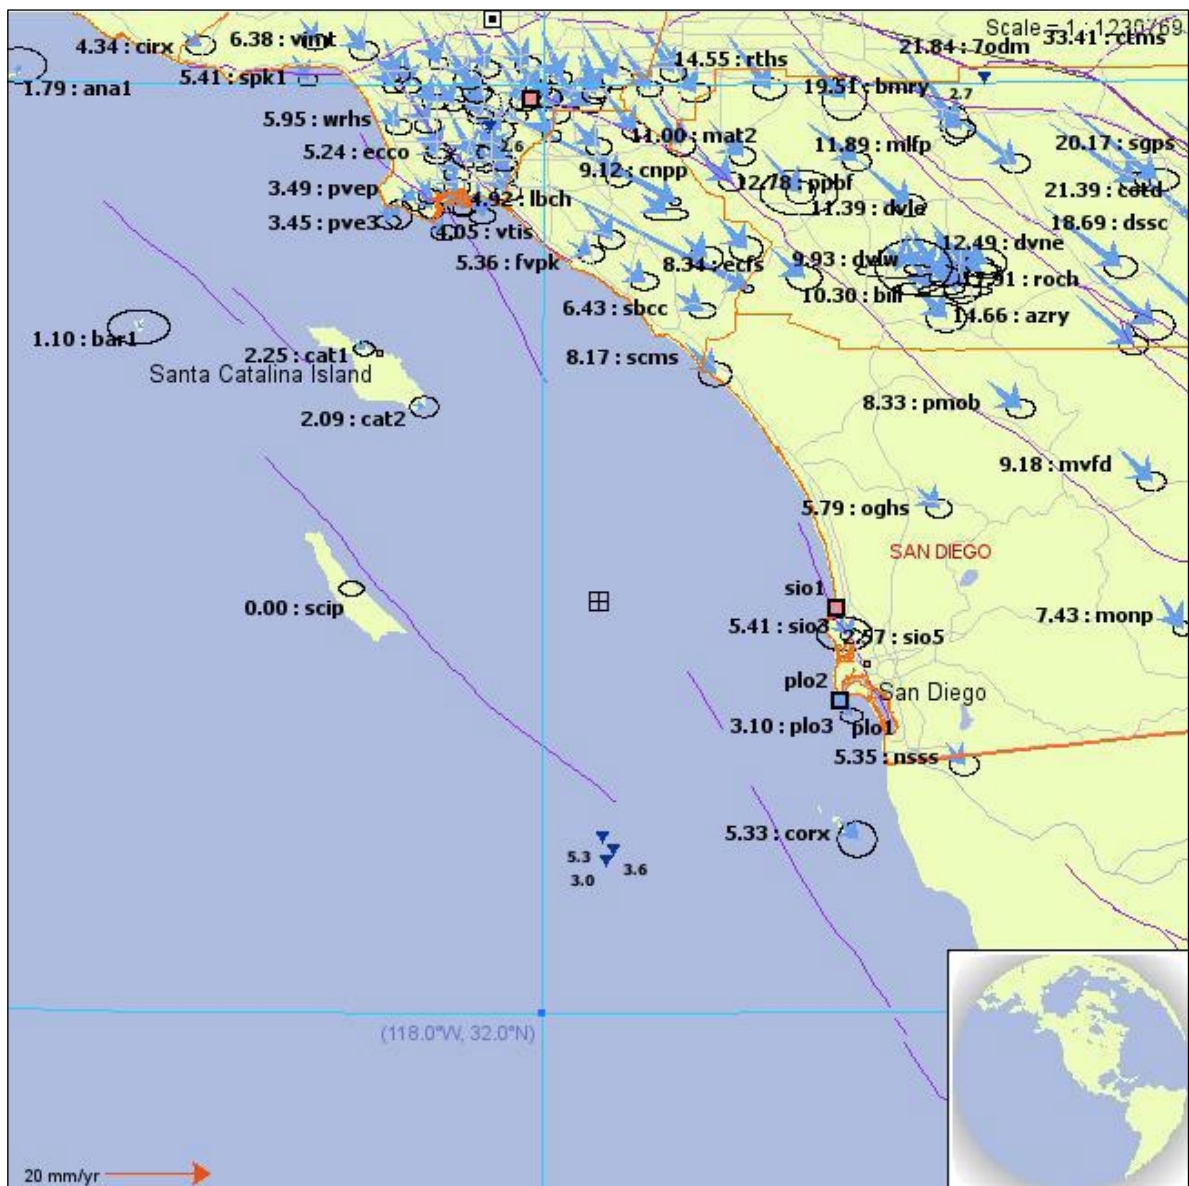 Scale = 1 : 1230769
4.34 : cirx
6.38 : vimt
21.84 : 7odm
33.41 : ctms
14.55 : rths
5.41 : spk1
1.79 : ana1
19.51 : bmry
2.7
5.95 : wrhs
11.00 : mat2
2.6
11.89 : mlfp
20.17 : sgps
5.24 : ecco
9.12 : cnpp
3.49 : pvep
4.92 : lbch
12.78 : ppbf
21.39 : cotd
11.39 : dvle
3.45 : pve3
4.05 : vtis
18.69 : dssc
12.49 : dvne
5.36 : fvpk
8.34 : ecfs
9.93 : dvlw
roch
10.30 : bill
6.43 : sbcc
14.66 : azry
1.10 : bar1
2.25 : cat1
8.17 : scms
Santa Catalina Island
2.09 : cat2
8.33 : pmob
9.18 : mvfd
5.79 : oghs
SAN DIEGO
sio1
0.00 : scip
7.43 : monp
5.41 : sio3
2.57 : sio5
plo2
San Diego
3.10 : plo3
plo1
5.35 : nsss
5.33 : corx
5.3
3.6
3.0
(118.0°W, 32.0°N)
20 mm/yr